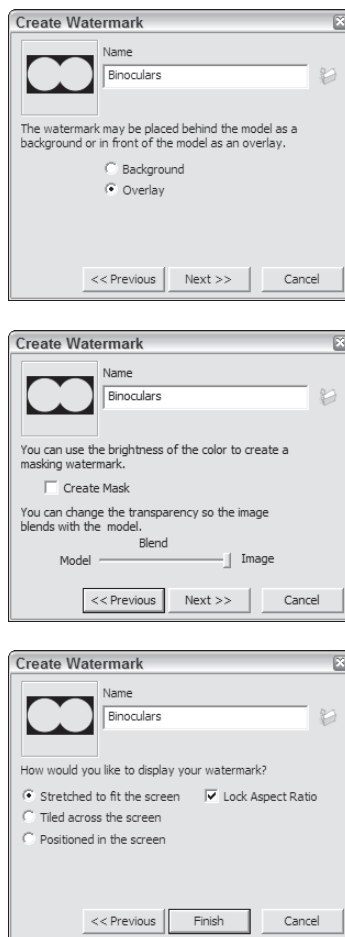 Create Watermark
Name
Binoculars
The watermark may be placed behind the model as a
background or in front of the model as an overlay.
Background
Overlay
<< Previous
Next >>
Cancel
Create Watermark
Name
Binoculars
You can use the brightness of the color to create a
masking watermark.
Create Mask
You can change the transparency so the image
blends with the model.
Blend
Model
Image
<< Previous
Next >>
Cancel
Create Watermark
Name
Binoculars
How would you like to display your watermark?
Stretched to fit the screen
Lock Aspect Ratio
Tiled across the screen
Positioned in the screen
<< Previous
Finish
Cancel